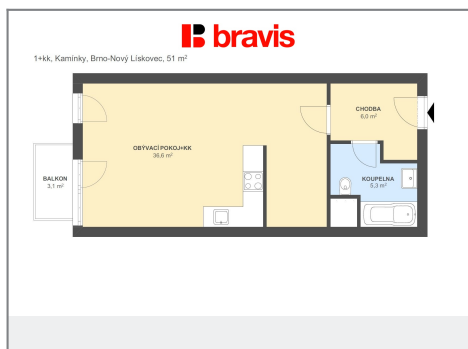 bravis
1+kk, Kamínky, Brno-Nový Lískovec, 51 m²
CHODBA
6,0 m²
OBÝVACÍ POKOJ+KK
36,6 m²
BALKON
3,1 m²
KOUPELNA
5,3 m²